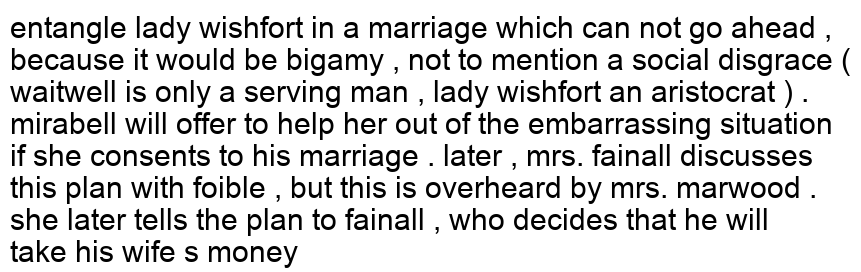 entangle lady wishfort in a marriage which can not go ahead ,
because it would be bigamy , not to mention a social disgrace (
waitwell is only a serving man , lady wishfort an aristocrat ) .
mirabell will offer to help her out of the embarrassing situation
if she consents to his marriage . later , mrs. fainall discusses
this plan with foible , but this is overheard by mrs. marwood .
she later tells the plan to fainall , who decides that he will
take his wife s money